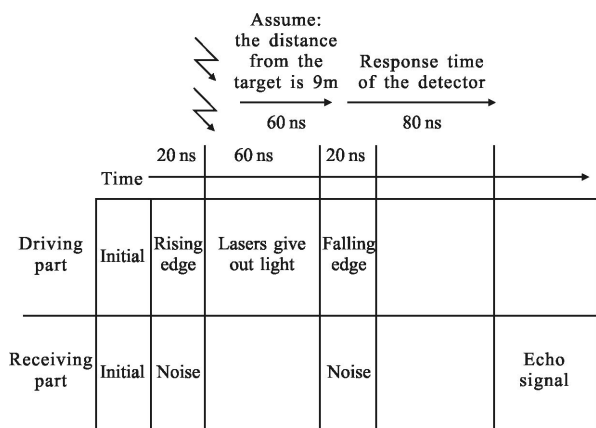 Assume:
the distance
from the
target is 9m
Response time
of the detector
60 ns
80 ns
20 ns
60 ns
20 ns
Time
Driving
part
Initial
Rising
edge
Lasers give
out light
Falling
edge
Receiving
part
Initial
Noise
Noise
Echo
signal